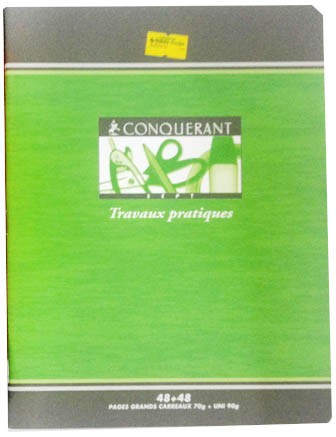 CONQUERANT
SEPT
Travaux pratiques
48+48
PAGES GRANDS CARREAUX 70g + UNI 90g